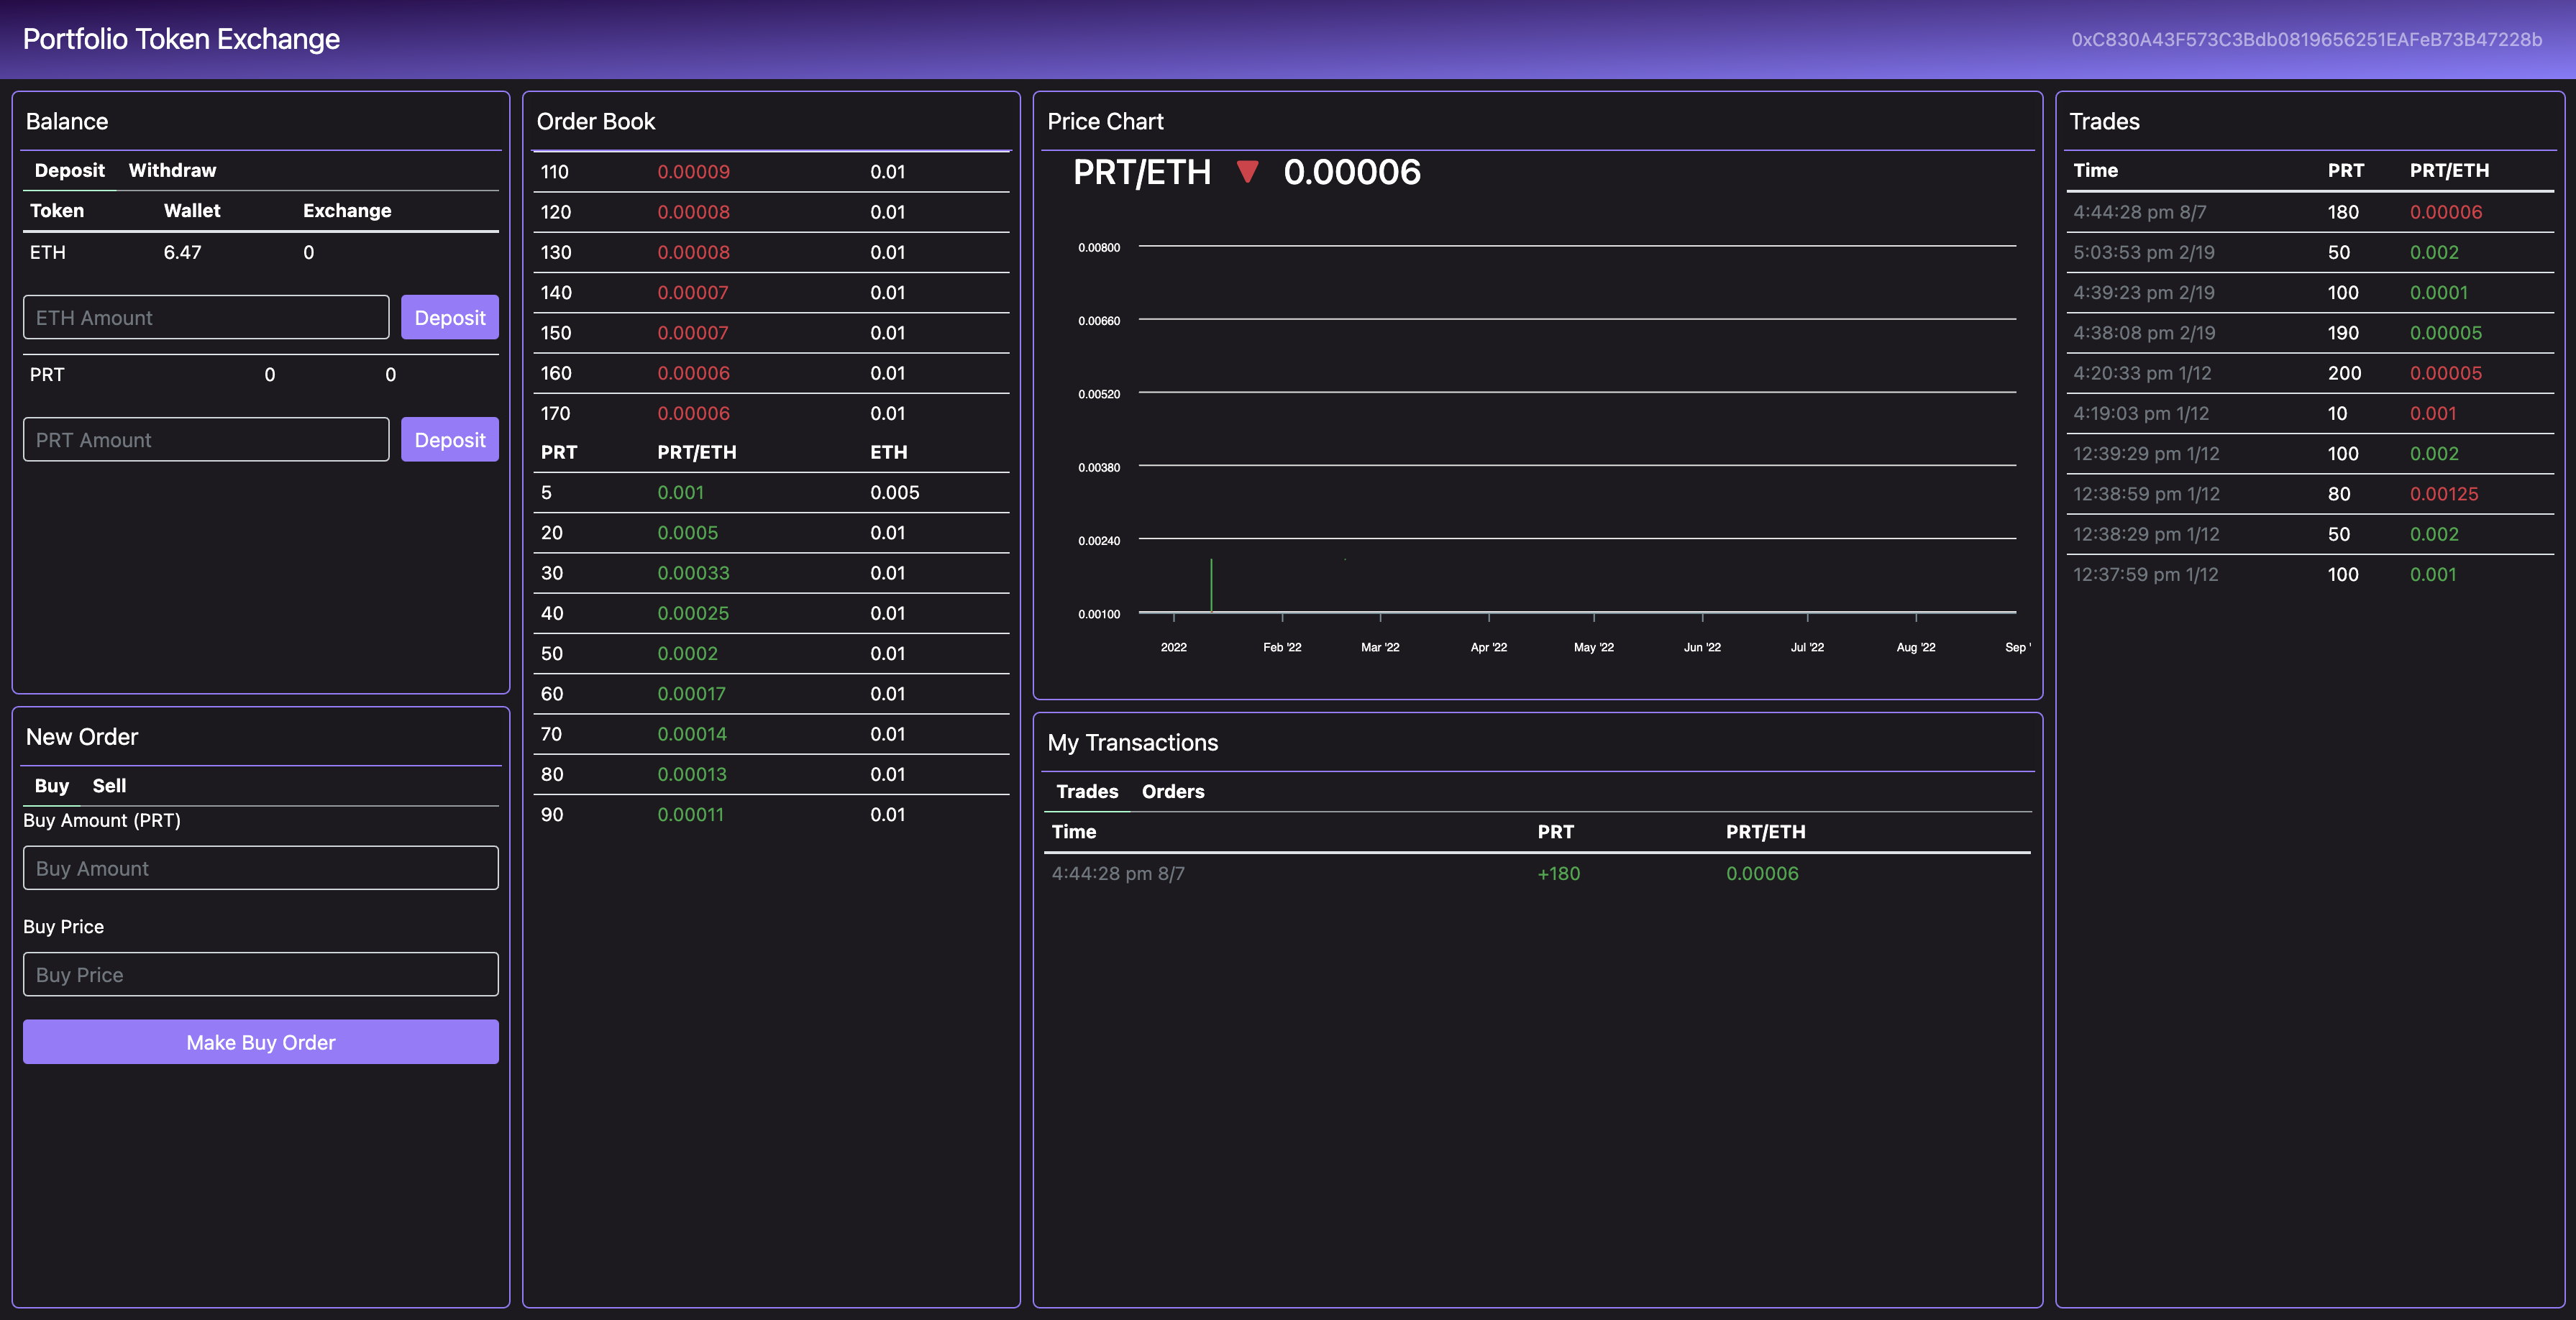 Portfolio Token Exchange
0xC830A43F573C3Bdb0819656251EAFeB73B47228b
Balance
Deposit Withdraw
Token Wallet Exchange
ETH 6.47 0
ETH Amount Deposit
PRT 0 0
PRT Amount Deposit
New Order
Buy Sell
Buy Amount (PRT)
Buy Amount
Buy Price
Buy Price
Make Buy Order
Order Book
110 0.00009 0.01
120 0.00008 0.01
130 0.00008 0.01
140 0.00007 0.01
150 0.00007 0.01
160 0.00006 0.01
170 0.00006 0.01
PRT PRT/ETH ETH
5 0.001 0.005
20 0.0005 0.01
30 0.00033 0.01
40 0.00025 0.01
50 0.0002 0.01
60 0.00017 0.01
70 0.00014 0.01
80 0.00013 0.01
90 0.00011 0.01
Price Chart
PRT/ETH ▼ 0.00006
0.00800
0.00660
0.00520
0.00380
0.00240
0.00100
2022 Feb '22 Mar '22 Apr '22 May '22 Jun '22 Jul '22 Aug '22 Sep '
My Transactions
Trades Orders
Time PRT PRT/ETH
4:44:28 pm 8/7 +180 0.00006
Trades
Time PRT PRT/ETH
4:44:28 pm 8/7 180 0.00006
5:03:53 pm 2/19 50 0.002
4:39:23 pm 2/19 100 0.0001
4:38:08 pm 2/19 190 0.00005
4:20:33 pm 1/12 200 0.00005
4:19:03 pm 1/12 10 0.001
12:39:29 pm 1/12 100 0.002
12:38:59 pm 1/12 80 0.00125
12:38:29 pm 1/12 50 0.002
12:37:59 pm 1/12 100 0.001